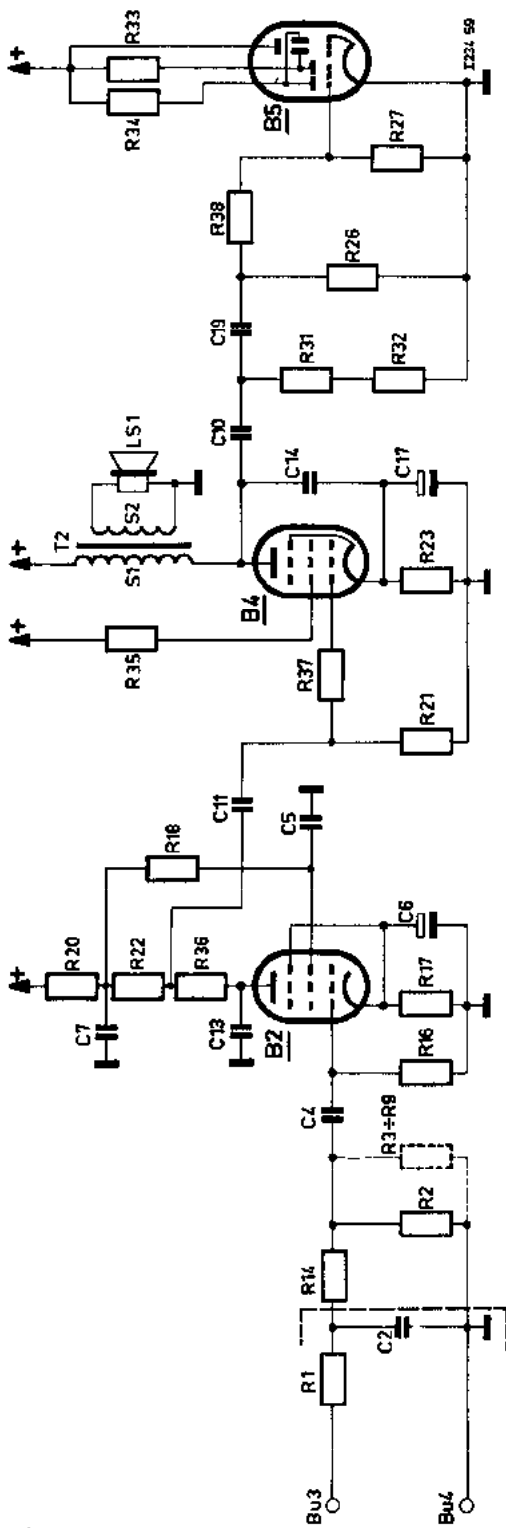 Bu3
Bu4
R1
C2
R14
R2
R3÷R9
C4
R16
R17
C6
B2
C13
C7
R20
R22
R36
R18
C5
C11
R21
R37
R35
B4
R23
C17
C14
T2
S1
S2
LS1
C10
C19
R31
R32
R26
R38
R27
B5
R34
R33
I234 59
+
+
+
+